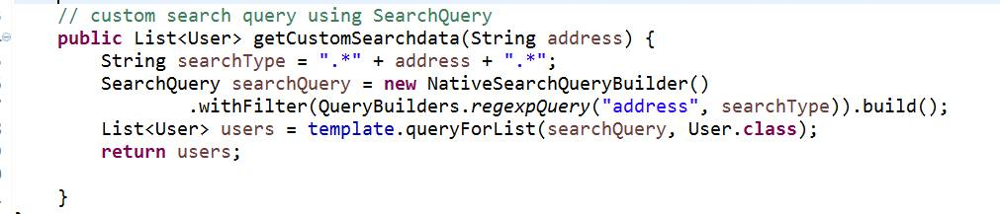 // custom search query using SearchQuery
public List<User> getCustomSearchdata(String address) {
String searchType = ".*" + address + ".*";
SearchQuery searchQuery = new NativeSearchQueryBuilder()
.withFilter(QueryBuilders.regexpQuery("address", searchType)).build();
List<User> users = template.queryForList(searchQuery, User.class);
return users;
}